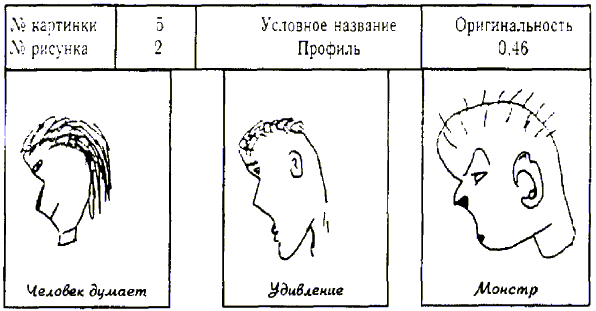 № картинки 5 Условное название Оригинальность
№ рисунка 2 Профиль 0,46
Человек думает Удивление Монстр